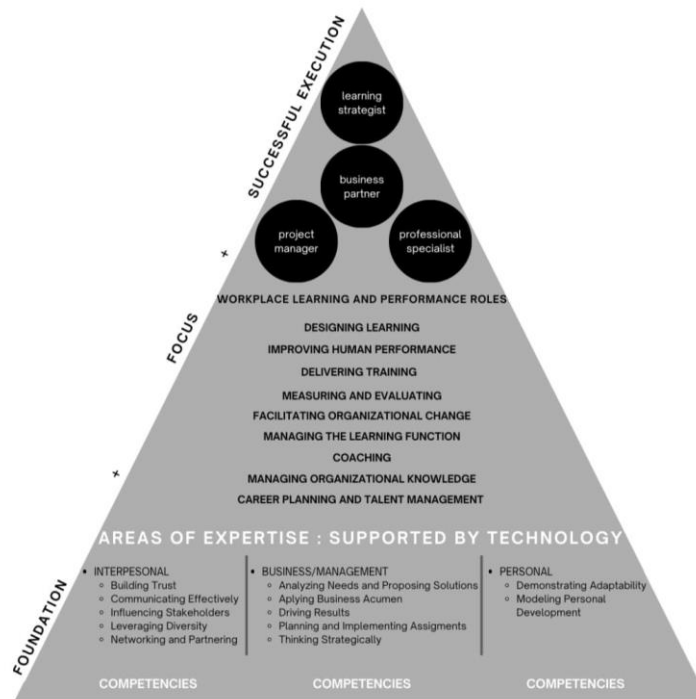 SUCCESSFUL EXECUTION
+
FOCUS
+
FOUNDATION
learning
strategist
business
partner
project
manager
professional
specialist
WORKPLACE LEARNING AND PERFORMANCE ROLES
DESIGNING LEARNING
IMPROVING HUMAN PERFORMANCE
DELIVERING TRAINING
MEASURING AND EVALUATING
FACILITATING ORGANIZATIONAL CHANGE
MANAGING THE LEARNING FUNCTION
COACHING
MANAGING ORGANIZATIONAL KNOWLEDGE
CAREER PLANNING AND TALENT MANAGEMENT
AREAS OF EXPERTISE : SUPPORTED BY TECHNOLOGY
• INTERPESONAL
◦ Building Trust
◦ Communicating Effectively
◦ Influencing Stakeholders
◦ Leveraging Diversity
◦ Networking and Partnering
COMPETENCIES
• BUSINESS/MANAGEMENT
◦ Analyzing Needs and Proposing Solutions
◦ Aplying Business Acumen
◦ Driving Results
◦ Planning and Implementing Assigments
◦ Thinking Strategically
COMPETENCIES
• PERSONAL
◦ Demonstrating Adaptability
◦ Modeling Personal
Development
COMPETENCIES